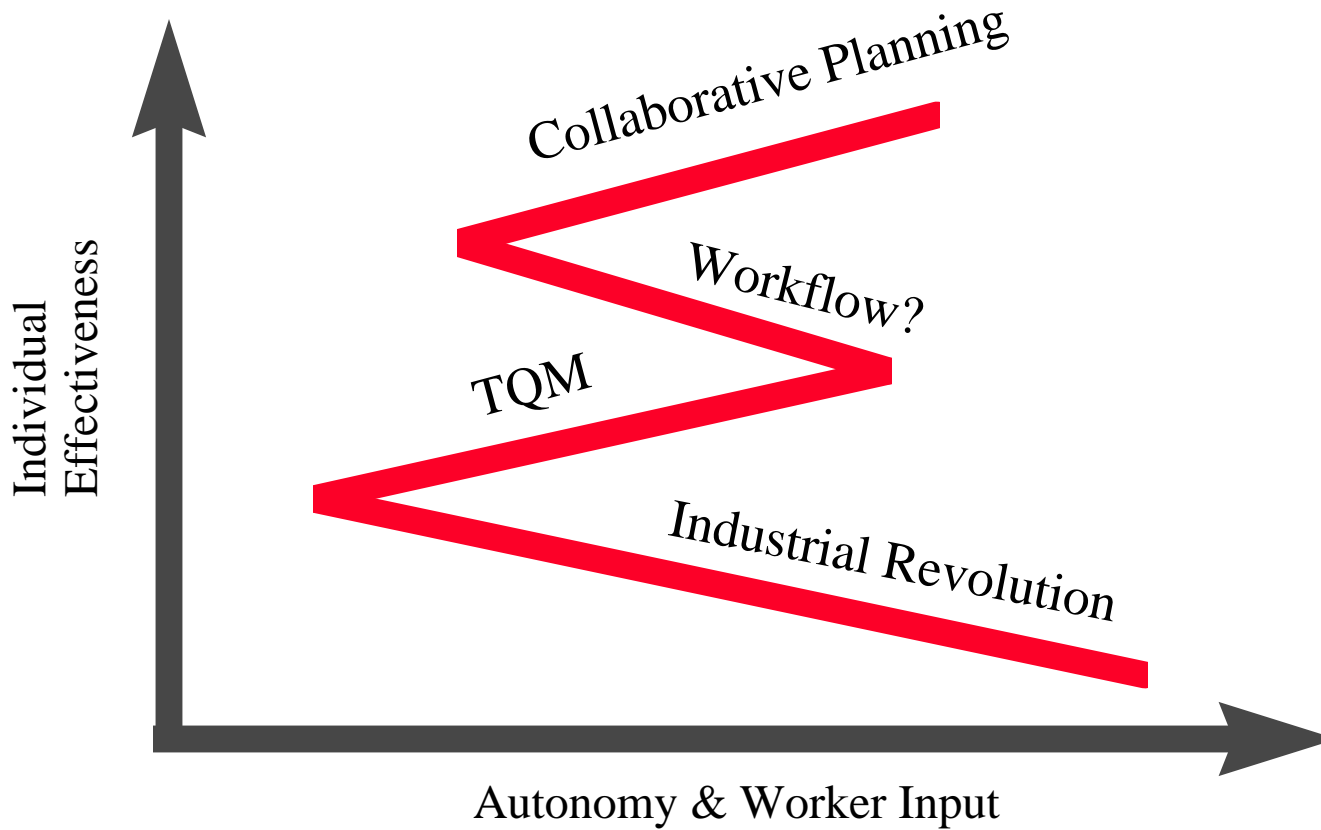 Collaborative Planning
Workflow?
TQM
Industrial Revolution
Individual
Effectiveness
Autonomy & Worker Input